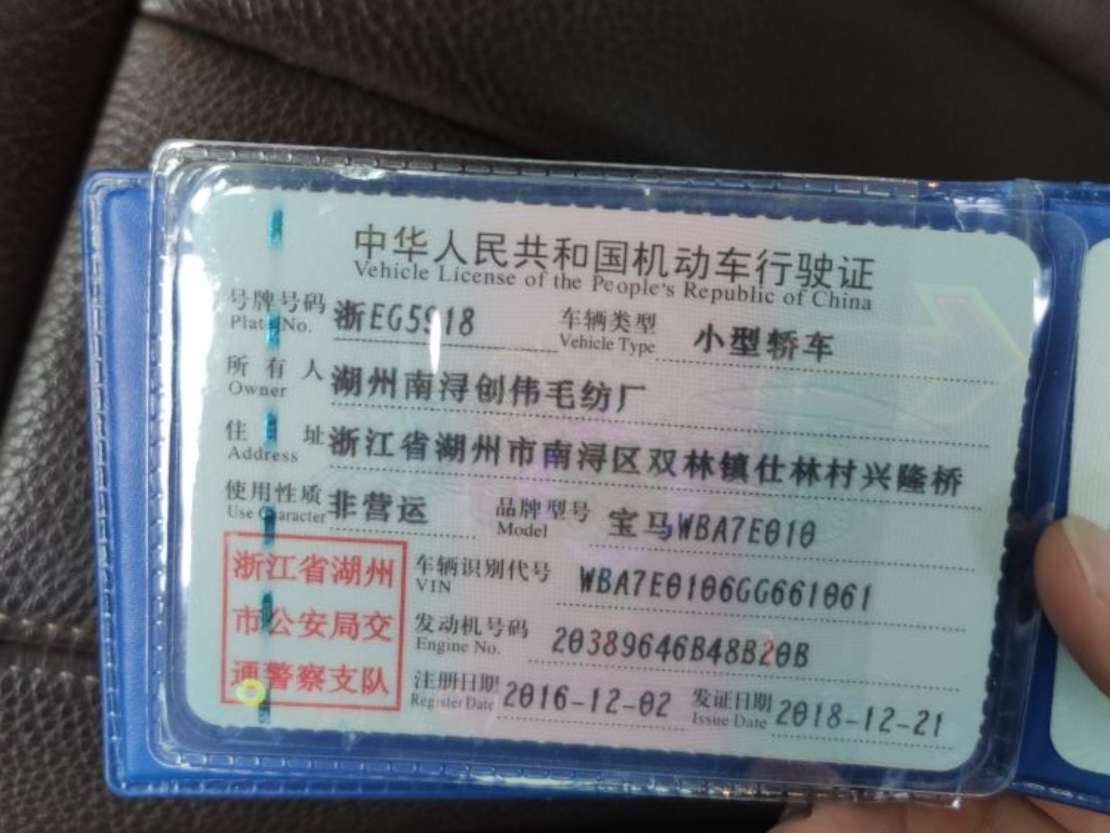 中华人民共和国机动车行驶证
Vehicle License of the People's Republic of China
号牌号码 浙EG5918 车辆类型 小型轿车
Plate No. Vehicle Type
所有人 湖州南浔创伟毛纺厂
Owner
住址 浙江省湖州市南浔区双林镇仕林村兴隆桥
Address
使用性质 非营运 品牌型号 宝马WBA7E010
Use Character Model
浙江省湖州
市公安局交
通警察支队
车辆识别代号 WBA7E0106GG661061
VIN
发动机号码 20389646B48B20B
Engine No.
注册日期 2016-12-02 发证日期 2018-12-21
Register Date Issue Date